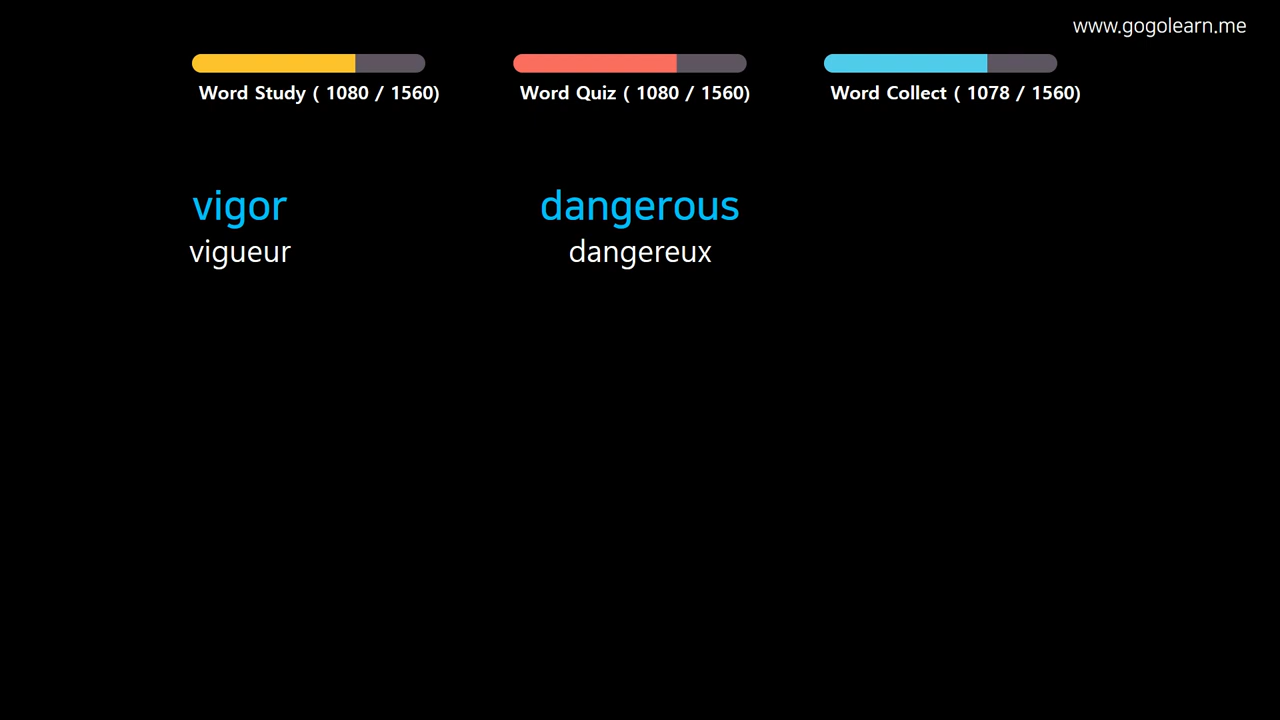 www.gogolearn.me
Word Study ( 1080 / 1560)
Word Quiz ( 1080 / 1560)
Word Collect ( 1078 / 1560)
vigor
vigueur
dangerous
dangereux